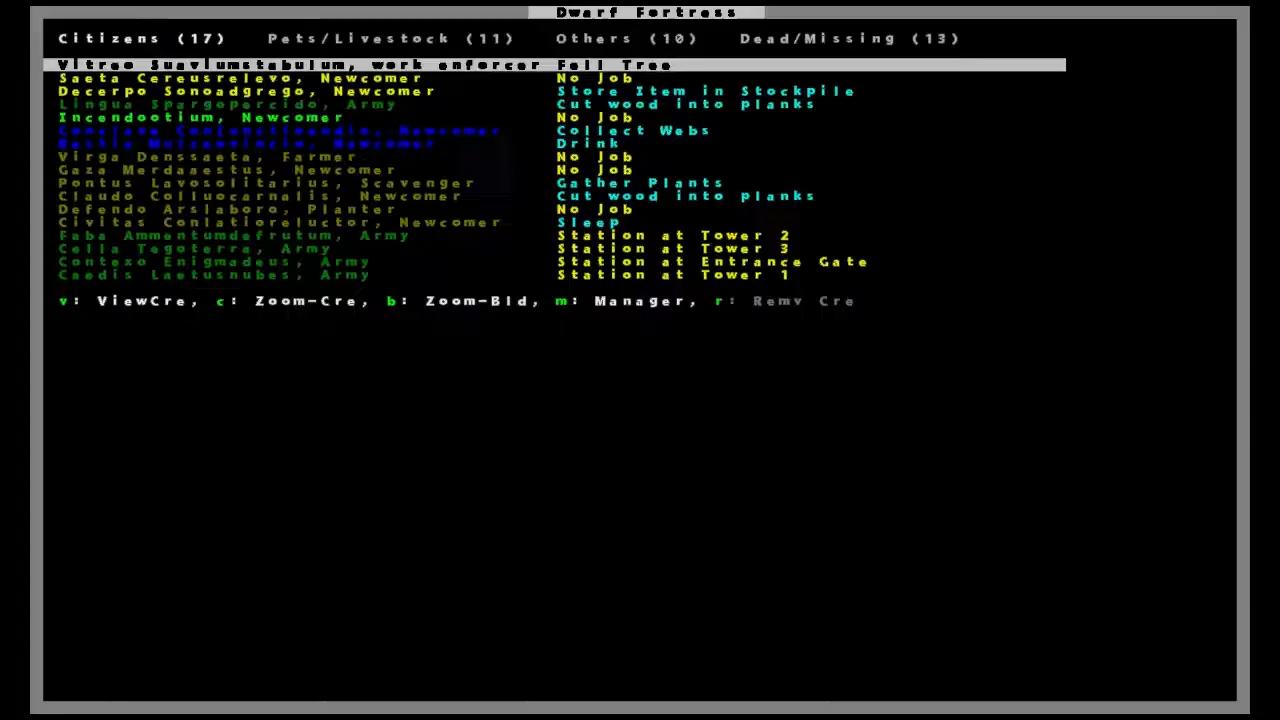 Dwarf Fortress
Citizens (17) Pets/Livestock (11) Others (10) Dead/Missing (13)
Vitreo Suaviumstabulum, work enforcer Fell Tree
Saeta Cereusrelevo, Newcomer No Job
Decerpo Sonoadgrego, Newcomer Store Item in Stockpile
Lingua Spargopercido, Army Cut wood into planks
Incendootium, Newcomer No Job
Newcomer Collect Webs
Newcomer Drink
Virga Denssaeta, Farmer No Job
Gaza Merdaaestus, Newcomer No Job
Pontus Lavosolitarius, Scavenger Gather Plants
Claudo Colluocarnalis, Newcomer Cut wood into planks
Defendo Arslaboro, Planter No Job
Civitas Conlatioreluctor, Newcomer Sleep
Faba Ammentumdefrutum, Army Station at Tower 2
Cella Tegoterra, Army Station at Tower 3
Contexo Enigmadeus, Army Station at Entrance Gate
Caedis Laetusnubes, Army Station at Tower 1
v: ViewCre, c: Zoom-Cre, b: Zoom-Bld, m: Manager, r: Remv Cre